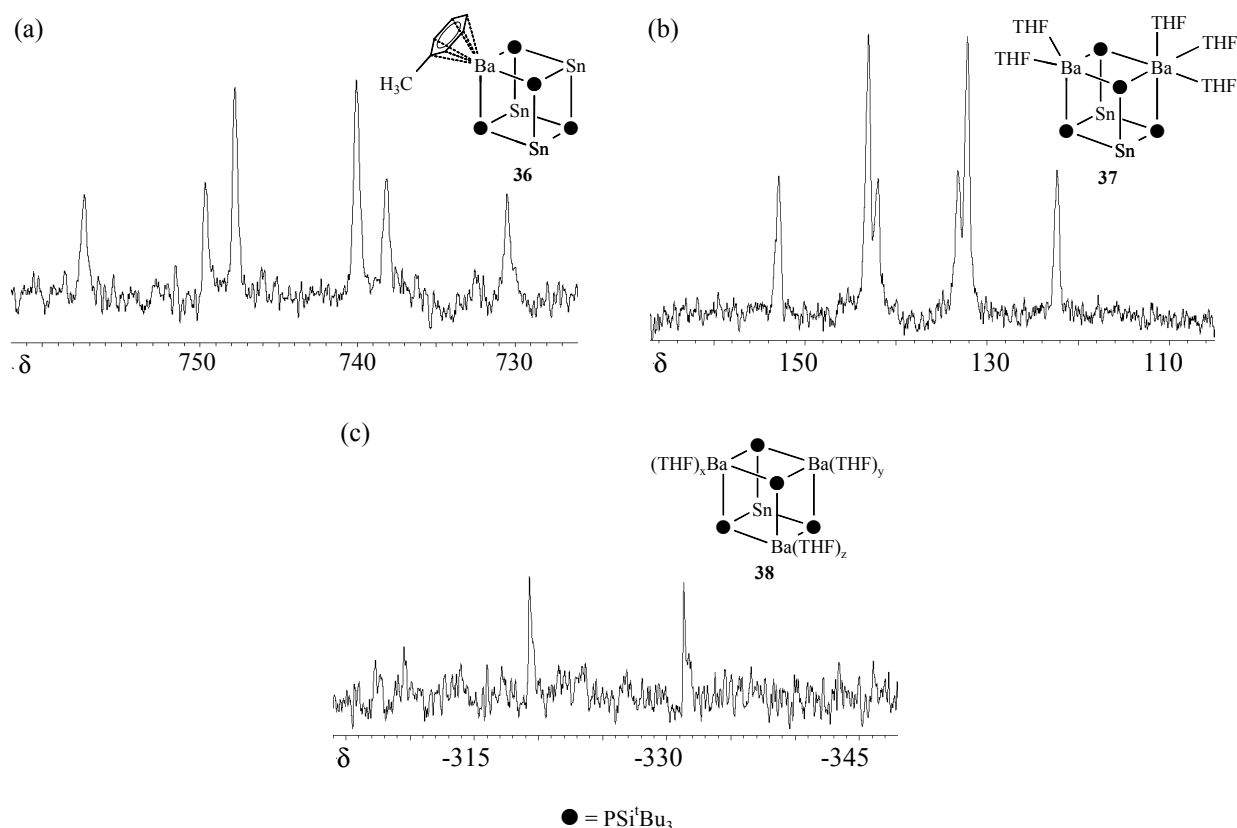 (a)
H₃C
Ba
Sn
Sn
Sn
36
δ 750 740 730
(b)
THF
THF
THF
THF
THF
Ba
Ba
Sn
Sn
37
δ 150 130 110
(c)
(THF)ₓBa
Ba(THF)ᵧ
Sn
Ba(THF)z
38
δ -315 -330 -345
● = PSiᵗBu₃